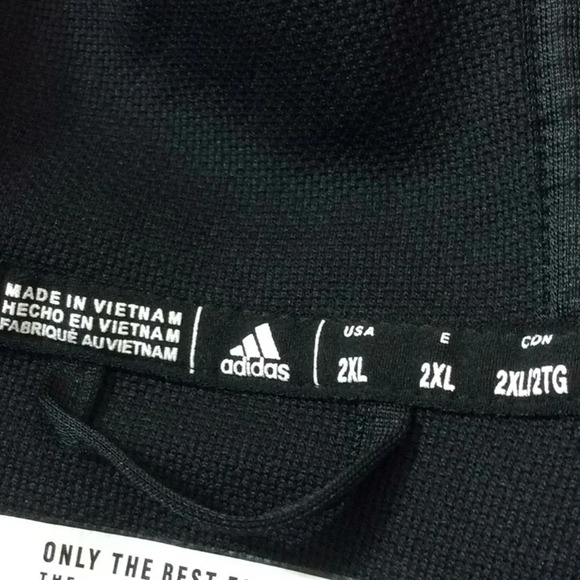 MADE IN VIETNAM
HECHO EN VIETNAM
FABRIQUÉ AU VIETNAM
adidas
USA
2XL
E
2XL
CDN
2XL/2TG
ONLY THE BEST
THE